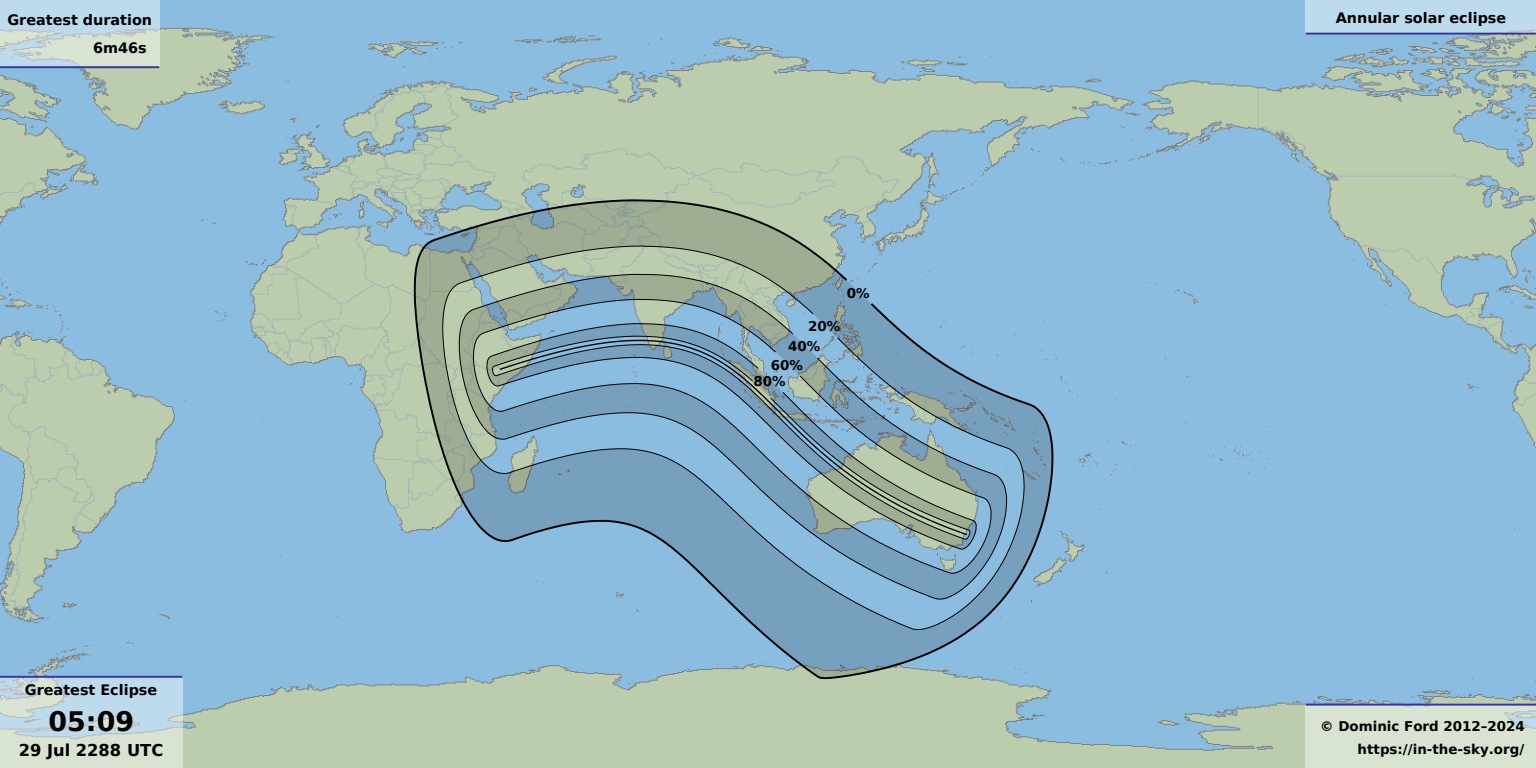 Greatest duration
6m46s
Annular solar eclipse
0%
20%
40%
60%
80%
Greatest Eclipse
05:09
29 Jul 2288 UTC
© Dominic Ford 2012–2024
https://in-the-sky.org/